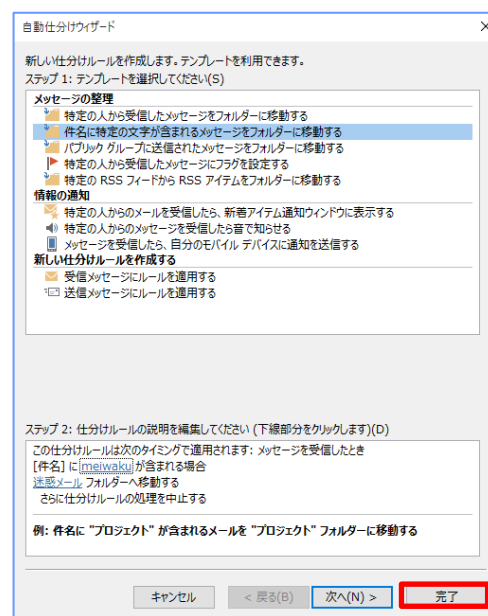 自動仕分けウィザード
新しい仕分けルールを作成します。テンプレートを利用できます。
ステップ 1: テンプレートを選択してください(S)
メッセージの整理
特定の人から受信したメッセージをフォルダーに移動する
件名に特定の文字が含まれるメッセージをフォルダーに移動する
パブリック グループに送信されたメッセージをフォルダーに移動する
特定の人から受信したメッセージにフラグを設定する
特定の RSS フィードから RSS アイテムをフォルダーに移動する
情報の通知
特定の人からのメールを受信したら、新着アイテム通知ウィンドウに表示する
特定の人からのメッセージを受信したら音で知らせる
メッセージを受信したら、自分のモバイル デバイスに通知を送信する
新しい仕分けルールを作成する
受信メッセージにルールを適用する
送信メッセージにルールを適用する
ステップ 2: 仕分けルールの説明を編集してください (下線部分をクリックします)(D)
この仕分けルールは次のタイミングで適用されます: メッセージを受信したとき
[件名] に meiwaku が含まれる場合
迷惑メール フォルダーへ移動する
さらに仕分けルールの処理を中止する
例: 件名に "プロジェクト" が含まれるメールを "プロジェクト" フォルダーに移動する
キャンセル < 戻る(B) 次へ(N) > 完了